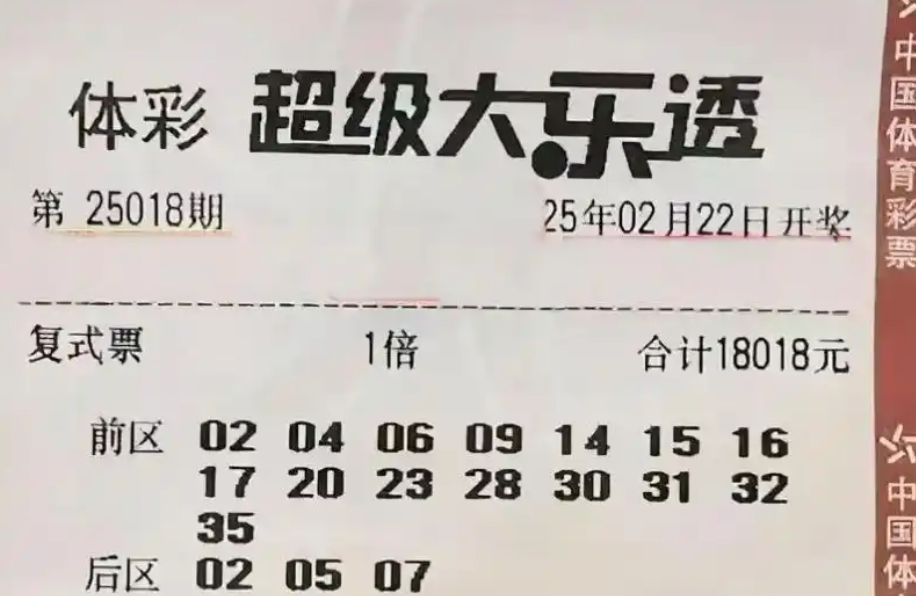 体彩 超级大乐透
第 25018期 25年02月22日开奖
复式票 1倍 合计18018元
前区 02 04 06 09 14 15 16
17 20 23 28 30 31 32
35
后区 02 05 07
中国体育彩票
中国体